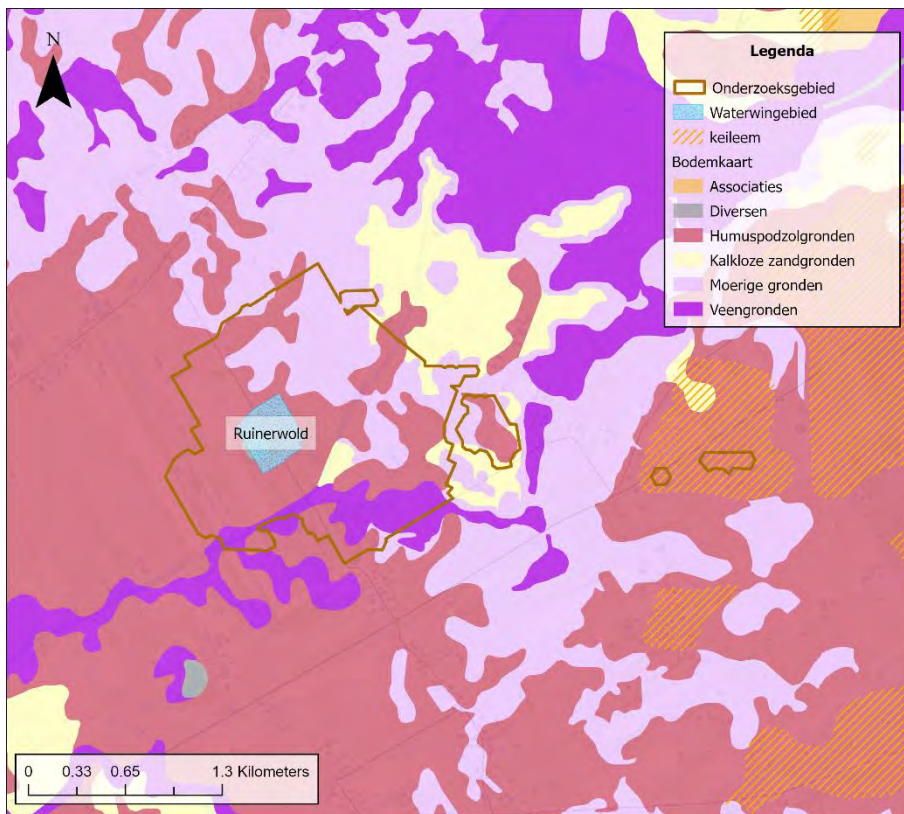 N
Legenda
Onderzoeksgebied
Waterwingebied
keileem
Bodemkaart
Associaties
Diversen
Humuspodzolgronden
Kalkloze zandgronden
Moerige gronden
Veengronden
Ruinerwold
0 0.33 0.65 1.3 Kilometers